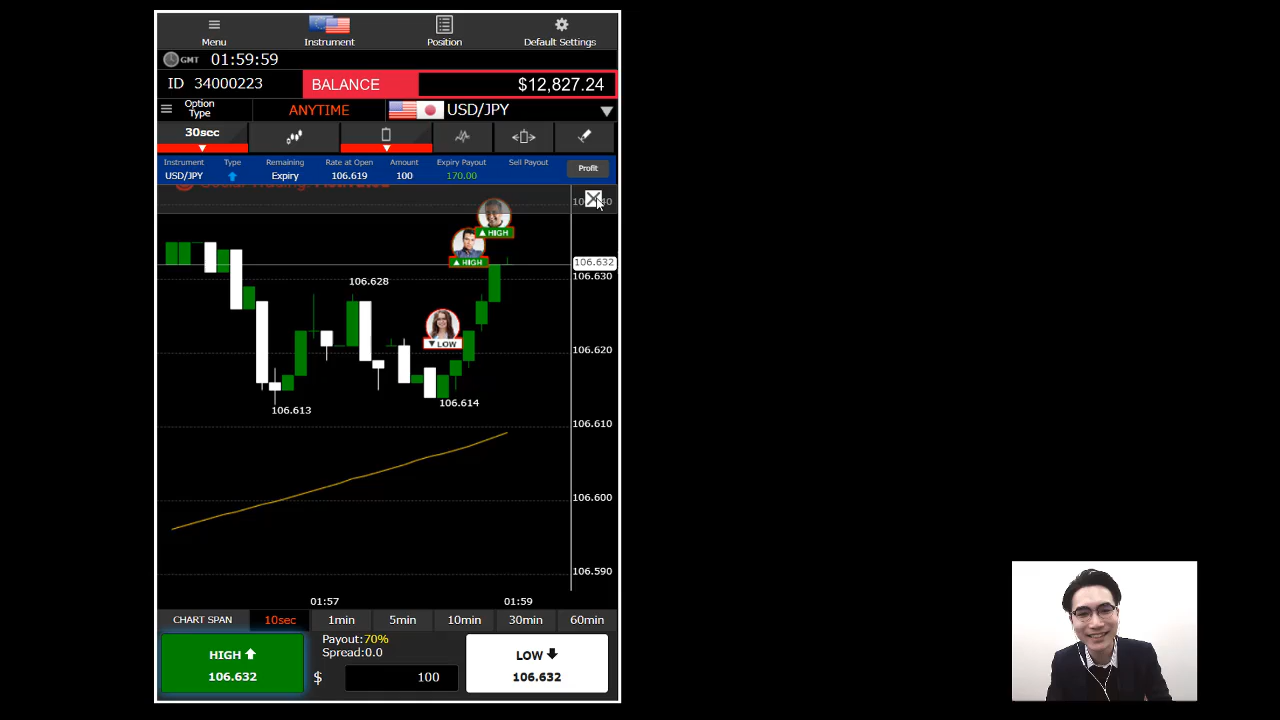 Menu
Instrument
Position
Default Settings
GMT 01:59:59
ID 34000223
BALANCE
$12,827.24
Option Type
ANYTIME
USD/JPY
30sec
Instrument Type Remaining Rate at Open Amount Expiry Payout Sell Payout
Profit
USD/JPY Expiry 106.619 100 170.00
HIGH
HIGH
106.632
106.630
106.628
LOW
106.620
106.614
106.613
106.610
106.600
106.590
01:57 01:59
CHART SPAN 10sec 1min 5min 10min 30min 60min
HIGH
106.632
Payout:70%
Spread:0.0
$ 100
LOW
106.632